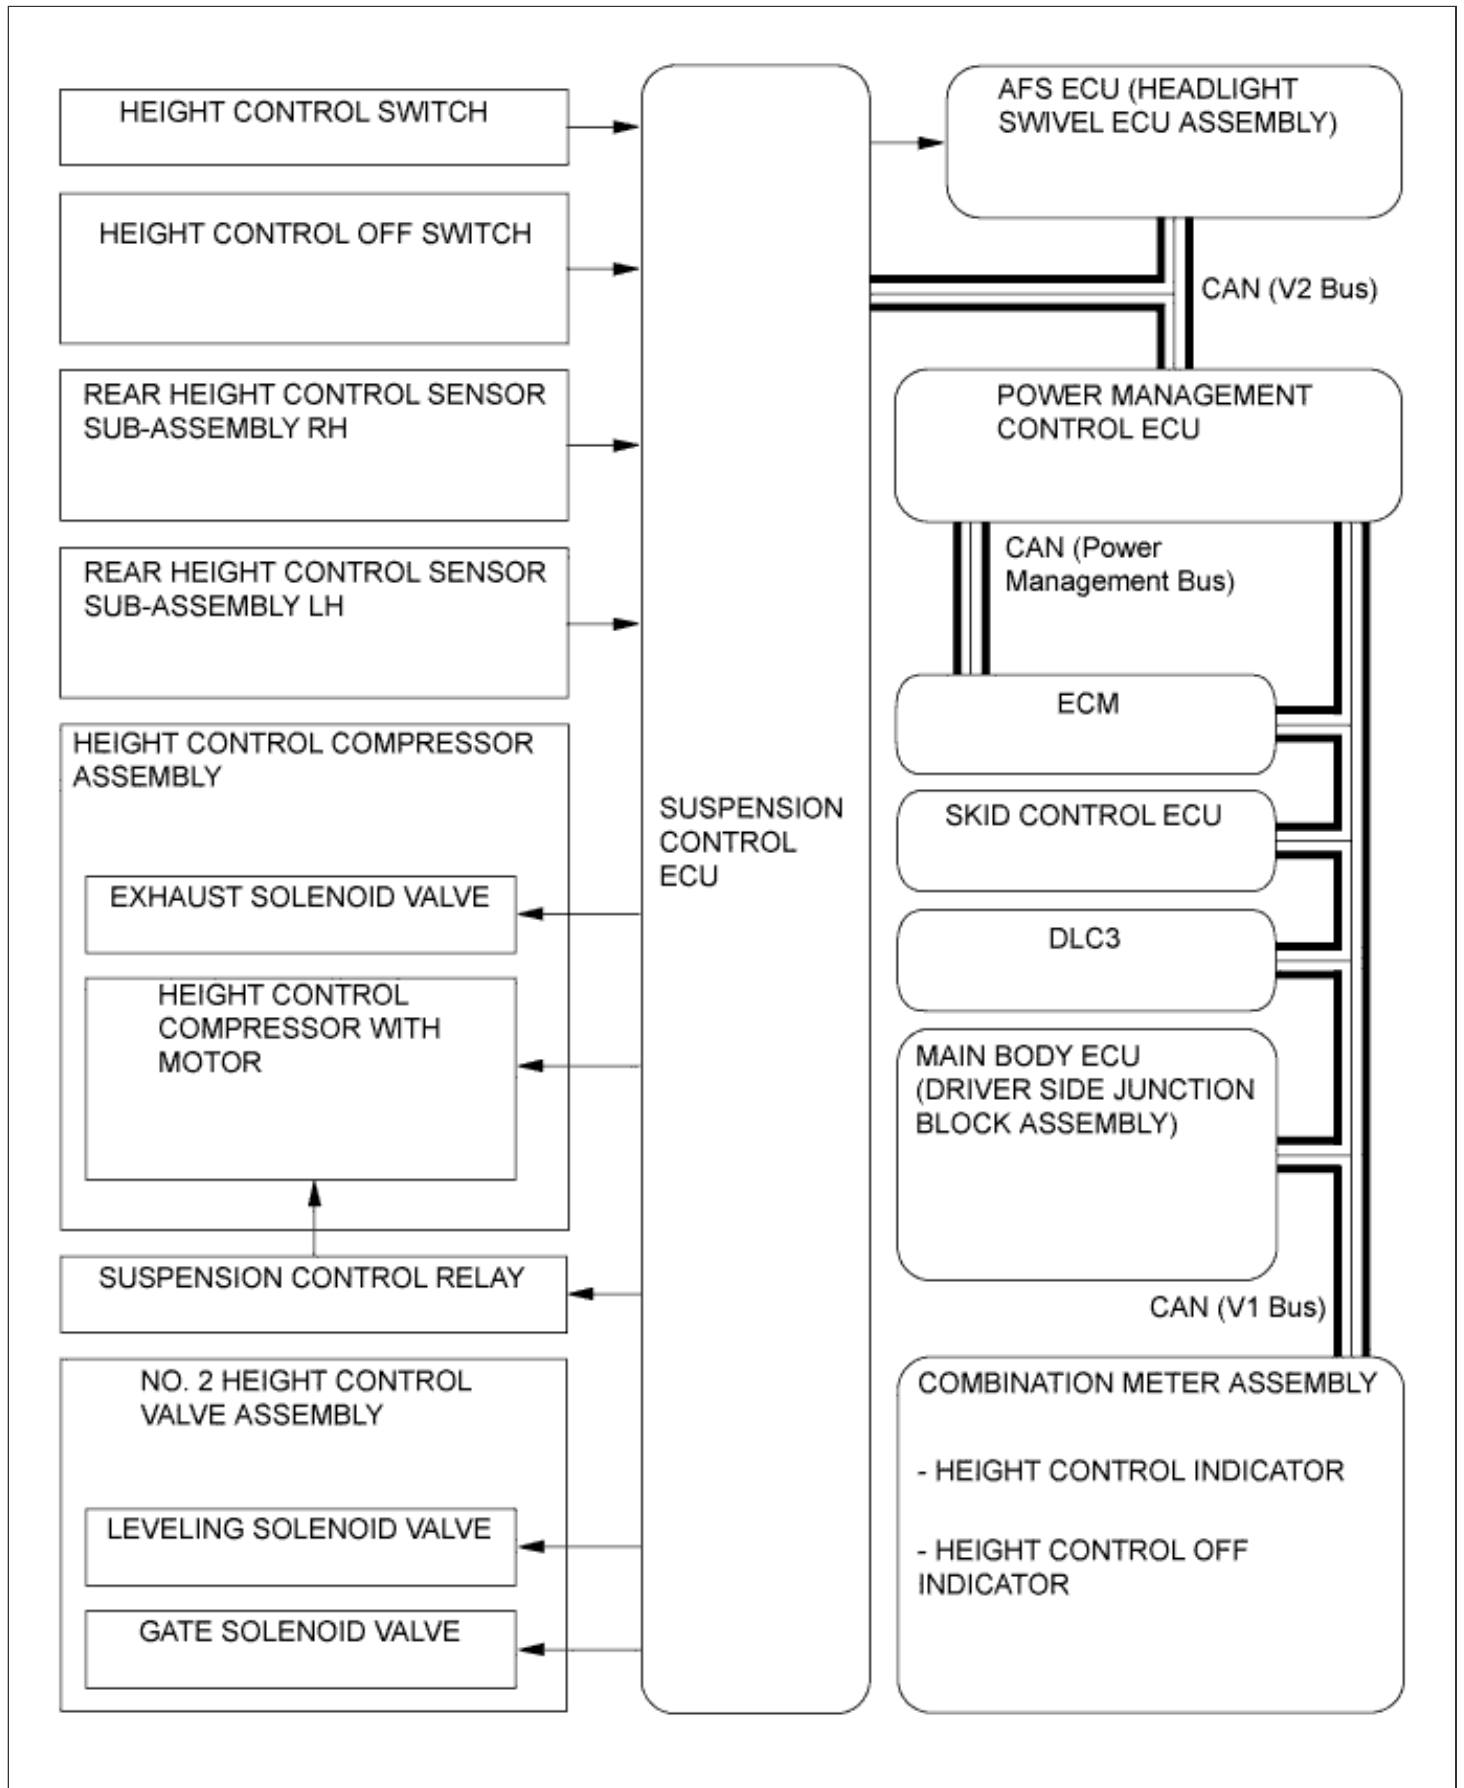 HEIGHT CONTROL SWITCH
HEIGHT CONTROL OFF SWITCH
REAR HEIGHT CONTROL SENSOR
SUB-ASSEMBLY RH
REAR HEIGHT CONTROL SENSOR
SUB-ASSEMBLY LH
HEIGHT CONTROL COMPRESSOR
ASSEMBLY
EXHAUST SOLENOID VALVE
HEIGHT CONTROL
COMPRESSOR WITH
MOTOR
SUSPENSION CONTROL RELAY
NO. 2 HEIGHT CONTROL
VALVE ASSEMBLY
LEVELING SOLENOID VALVE
GATE SOLENOID VALVE
SUSPENSION
CONTROL
ECU
AFS ECU (HEADLIGHT
SWIVEL ECU ASSEMBLY)
CAN (V2 Bus)
POWER MANAGEMENT
CONTROL ECU
CAN (Power
Management Bus)
ECM
SKID CONTROL ECU
DLC3
MAIN BODY ECU
(DRIVER SIDE JUNCTION
BLOCK ASSEMBLY)
CAN (V1 Bus)
COMBINATION METER ASSEMBLY
- HEIGHT CONTROL INDICATOR
- HEIGHT CONTROL OFF
INDICATOR